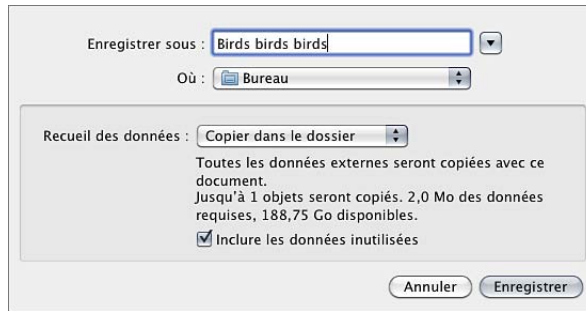 Enregistrer sous : Birds birds birds
Où : Bureau
Recueil des données : Copier dans le dossier
Toutes les données externes seront copiées avec ce
document.
Jusqu'à 1 objets seront copiés. 2,0 Mo des données
requises, 188,75 Go disponibles.
Inclure les données inutilisées
Annuler Enregistrer